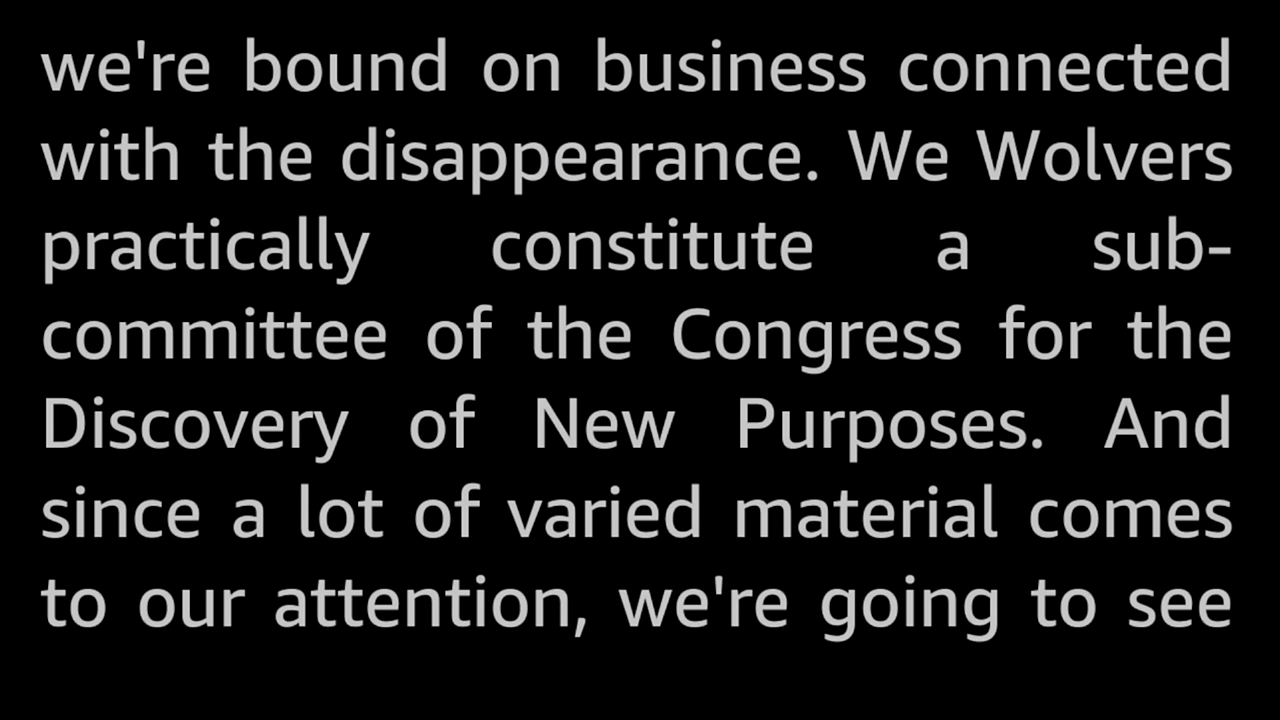 we're bound on business connected
with the disappearance. We Wolvers
practically constitute a sub-
committee of the Congress for the
Discovery of New Purposes. And
since a lot of varied material comes
to our attention, we're going to see